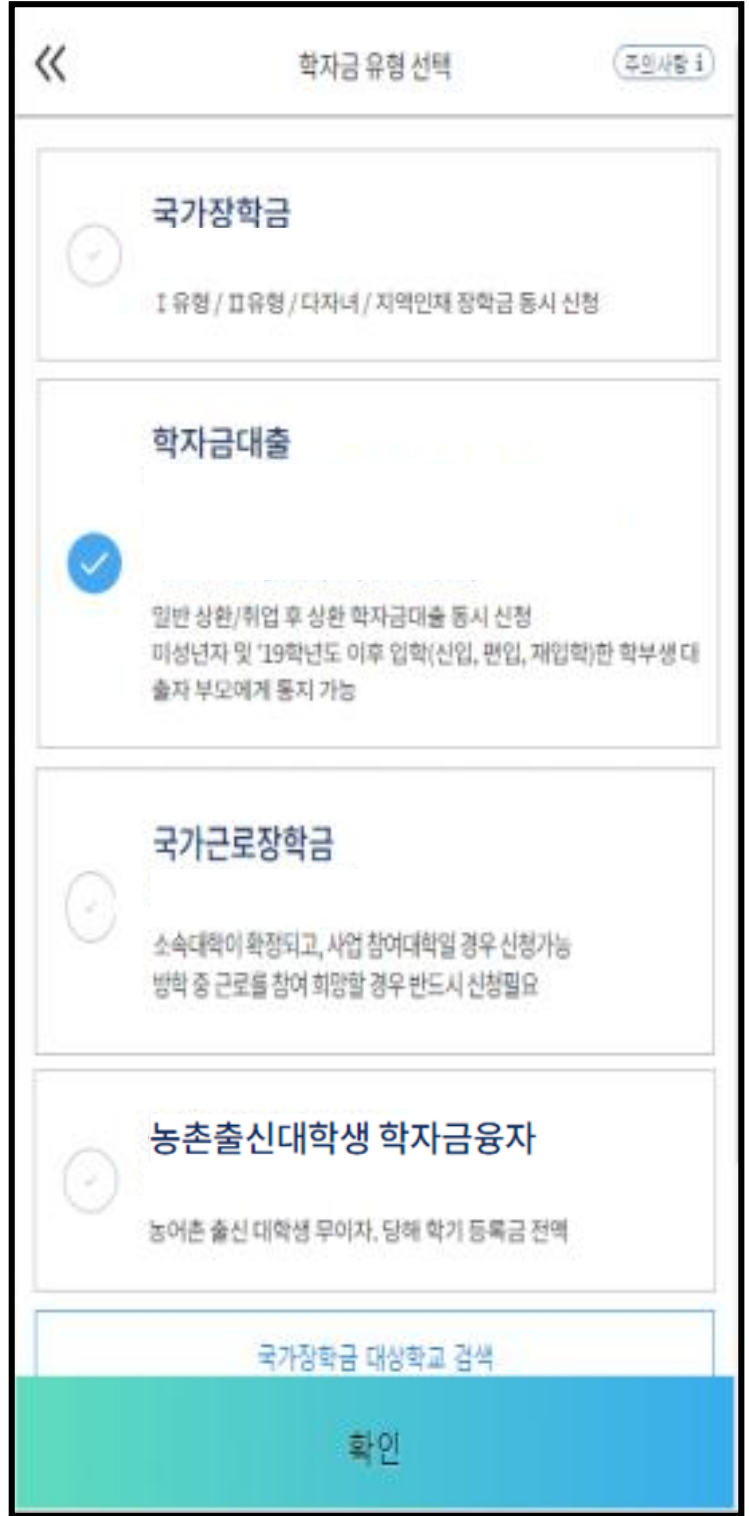 학자금 유형 선택
주의사항 i
국가장학금
Ⅰ유형 / Ⅱ유형 / 다자녀 / 지역인재 장학금 동시 신청
학자금대출
일반 상환/취업 후 상환 학자금대출 동시 신청
미성년자 및 '19학년도 이후 입학(신입, 편입, 재입학)한 학부생 대
출자 부모에게 통지 가능
국가근로장학금
소속대학이 확정되고, 사업 참여대학일 경우 신청가능
방학 중 근로를 참여 희망할 경우 반드시 신청필요
농촌출신대학생 학자금융자
농어촌 출신 대학생 무이자, 당해 학기 등록금 전액
국가장학금 대상학교 검색
확인